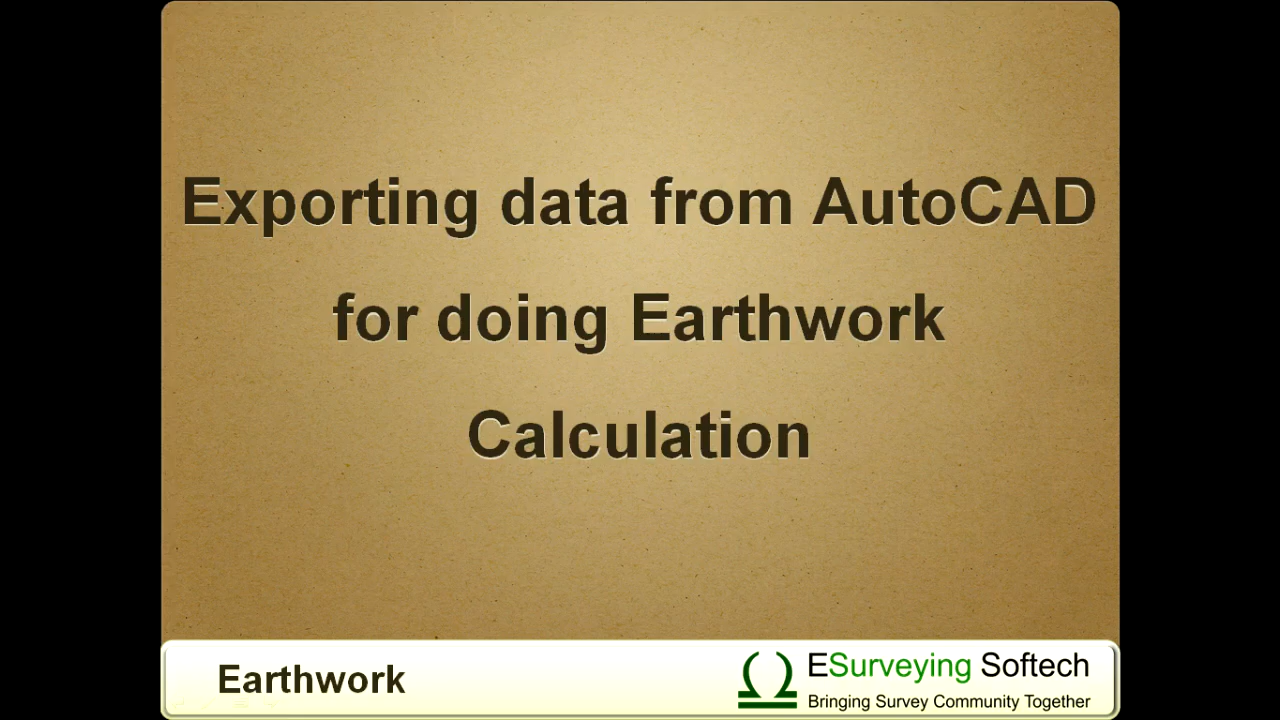 Exporting data from AutoCAD
for doing Earthwork
Calculation
Earthwork
ESurveying Softech
Bringing Survey Community Together